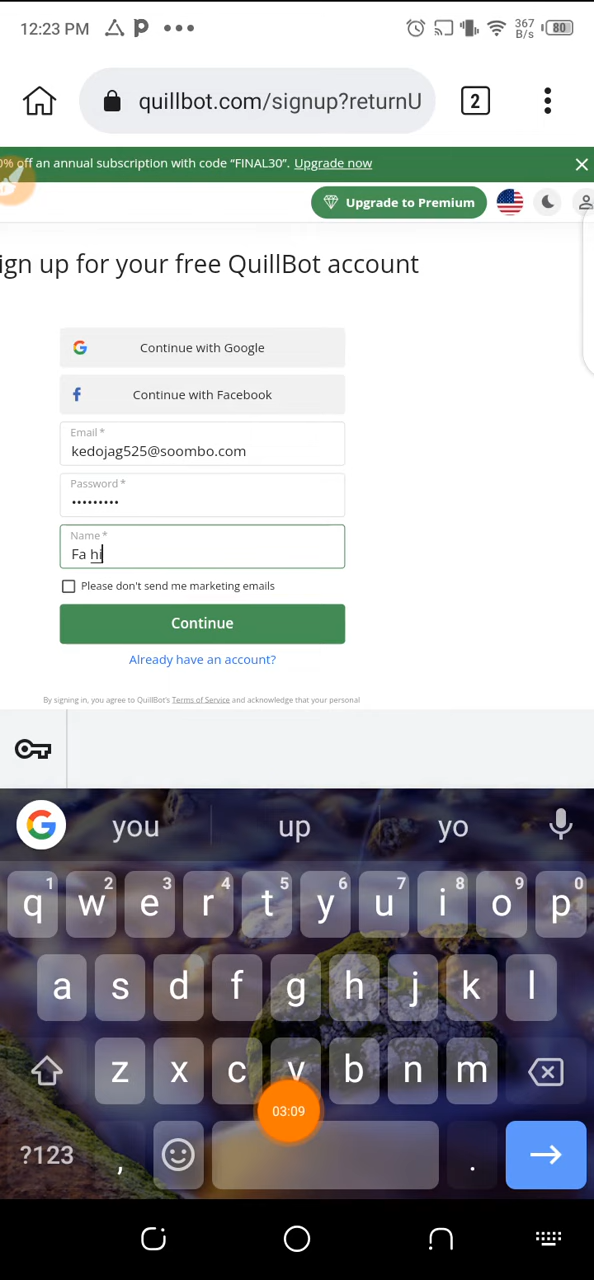 12:23 PM
367 B/s
80
quillbot.com/signup?returnU
2
0% off an annual subscription with code “FINAL30”. Upgrade now
Upgrade to Premium
ign up for your free QuillBot account
Continue with Google
Continue with Facebook
Email *
kedojag525@soombo.com
Password *
•••••••••
Name *
Fa hi
Please don't send me marketing emails
Continue
Already have an account?
By signing in, you agree to QuillBot's Terms of Service and acknowledge that your personal
you up yo
1 2 3 4 5 6 7 8 9 0
q w e r t y u i o p
a s d f g h j k l
z x c v b n m
03:09
?123 , .